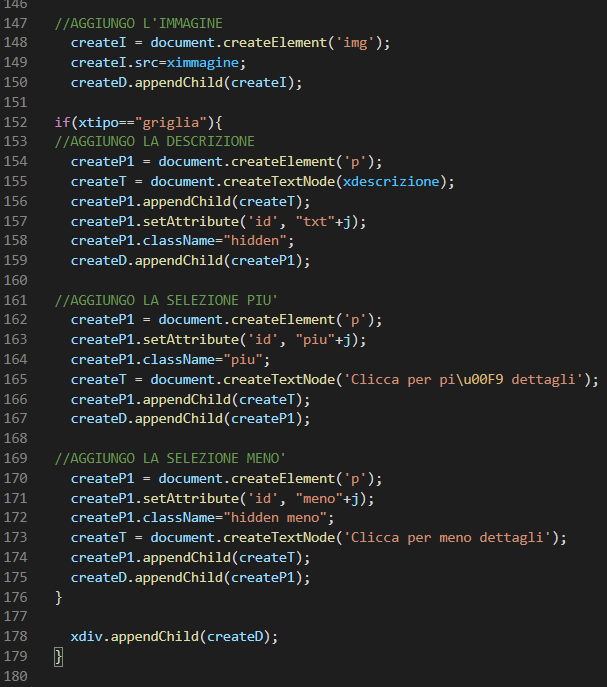 146
147 //AGGIUNGO L'IMMAGINE
148 createI = document.createElement('img');
149 createI.src=ximmagine;
150 createD.appendChild(createI);
151
152 if(xtipo=="griglia"){
153 //AGGIUNGO LA DESCRIZIONE
154 createP1 = document.createElement('p');
155 createT = document.createTextNode(xdescrizione);
156 createP1.appendChild(createT);
157 createP1.setAttribute('id', "txt"+j);
158 createP1.className="hidden";
159 createD.appendChild(createP1);
160
161 //AGGIUNGO LA SELEZIONE PIU'
162 createP1 = document.createElement('p');
163 createP1.setAttribute('id', "piu"+j);
164 createP1.className="piu";
165 createT = document.createTextNode('Clicca per pi\u00F9 dettagli');
166 createP1.appendChild(createT);
167 createD.appendChild(createP1);
168
169 //AGGIUNGO LA SELEZIONE MENO'
170 createP1 = document.createElement('p');
171 createP1.setAttribute('id', "meno"+j);
172 createP1.className="hidden meno";
173 createT = document.createTextNode('Clicca per meno dettagli');
174 createP1.appendChild(createT);
175 createD.appendChild(createP1);
176 }
177
178 xdiv.appendChild(createD);
179 }
180